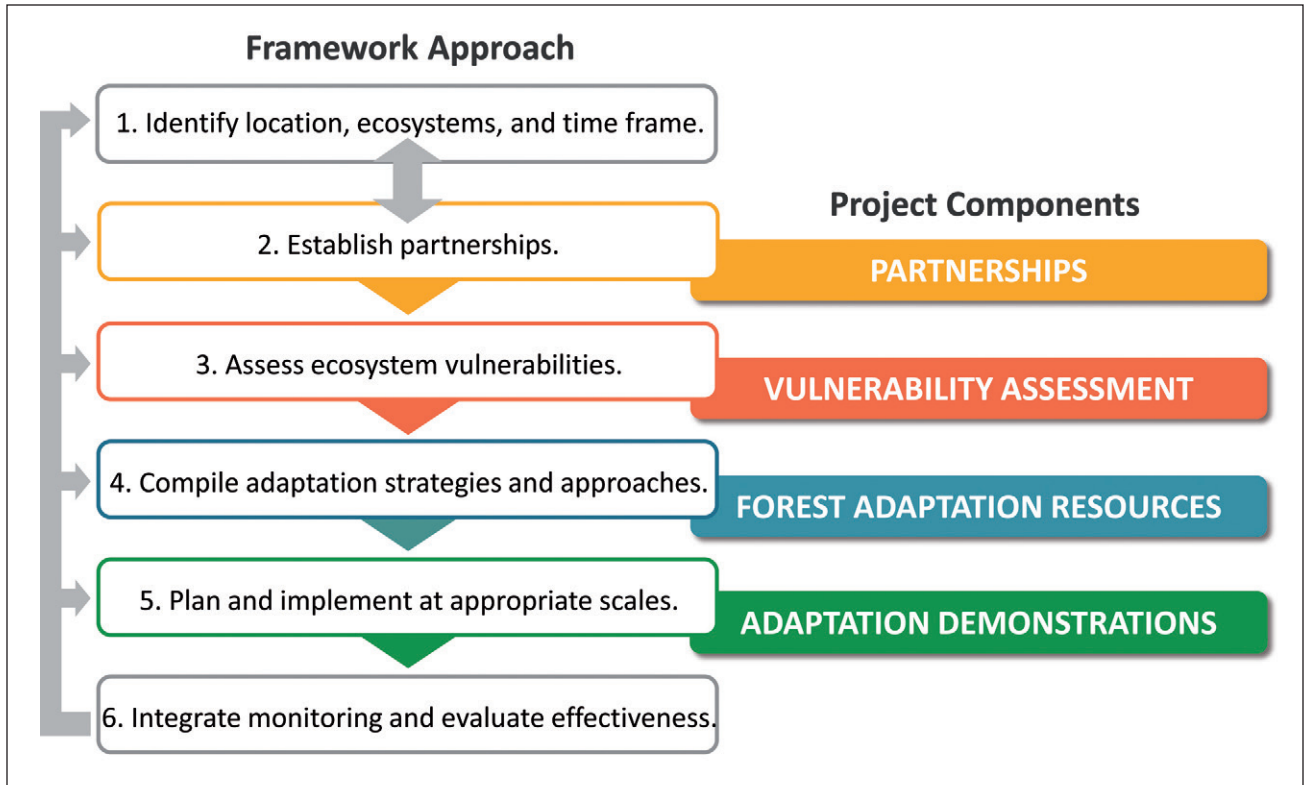 Framework Approach
1. Identify location, ecosystems, and time frame.
2. Establish partnerships.
Project Components
PARTNERSHIPS
3. Assess ecosystem vulnerabilities.
VULNERABILITY ASSESSMENT
4. Compile adaptation strategies and approaches.
FOREST ADAPTATION RESOURCES
5. Plan and implement at appropriate scales.
ADAPTATION DEMONSTRATIONS
6. Integrate monitoring and evaluate effectiveness.